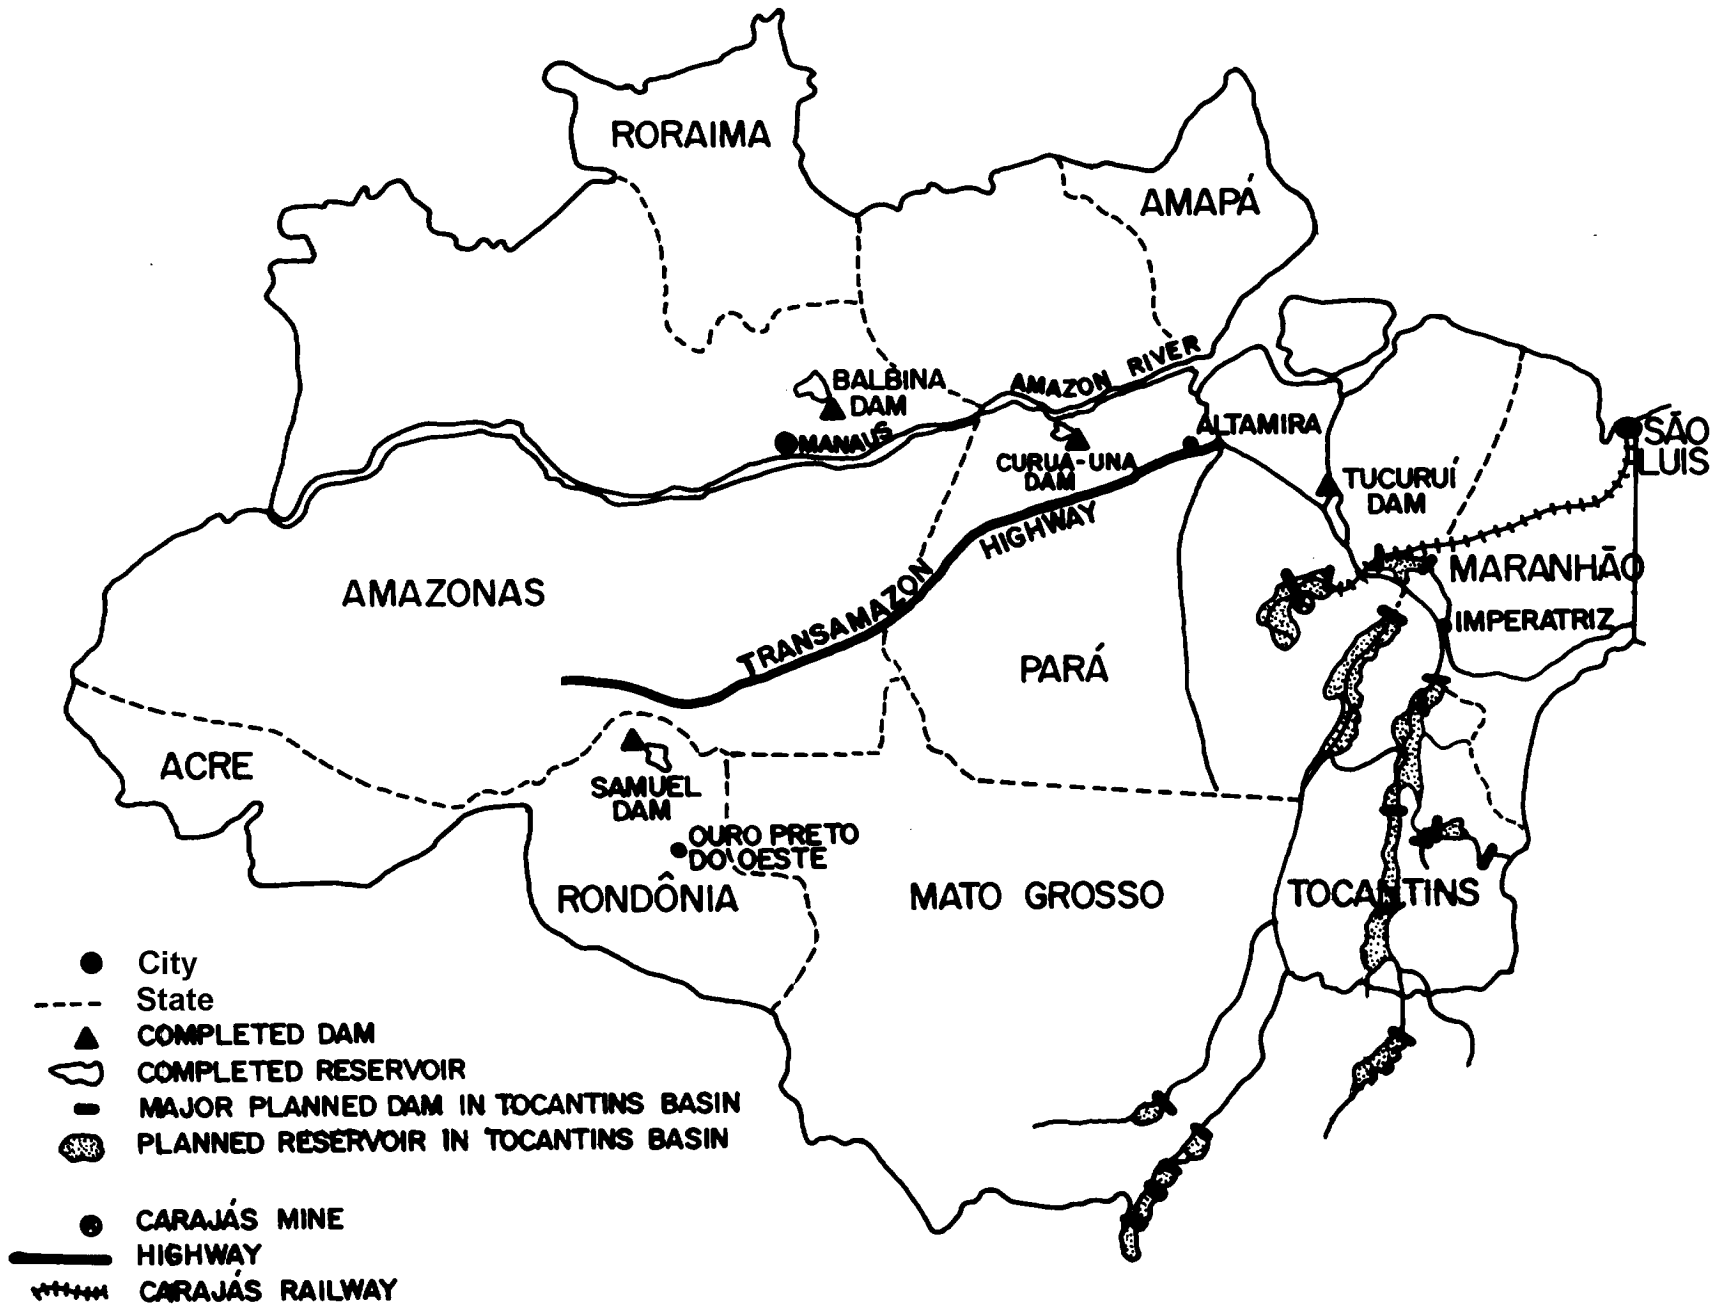 RORAIMA
AMAPÁ
AMAZON RIVER
BALBINA
DAM
MANAUS
ALTAMIRA
CURUA-UNA
DAM
SÃO
LUIS
TUCURUÍ
DAM
HIGHWAY
TRANSAMAZON
MARANHÃO
AMAZONAS
IMPERATRIZ
PARÁ
ACRE
SAMUEL
DAM
OURO PRETO
DO OESTE
RONDÔNIA
MATO GROSSO
TOCANTINS
City
State
COMPLETED DAM
COMPLETED RESERVOIR
MAJOR PLANNED DAM IN TOCANTINS BASIN
PLANNED RESERVOIR IN TOCANTINS BASIN
CARAJÁS MINE
HIGHWAY
CARAJÁS RAILWAY